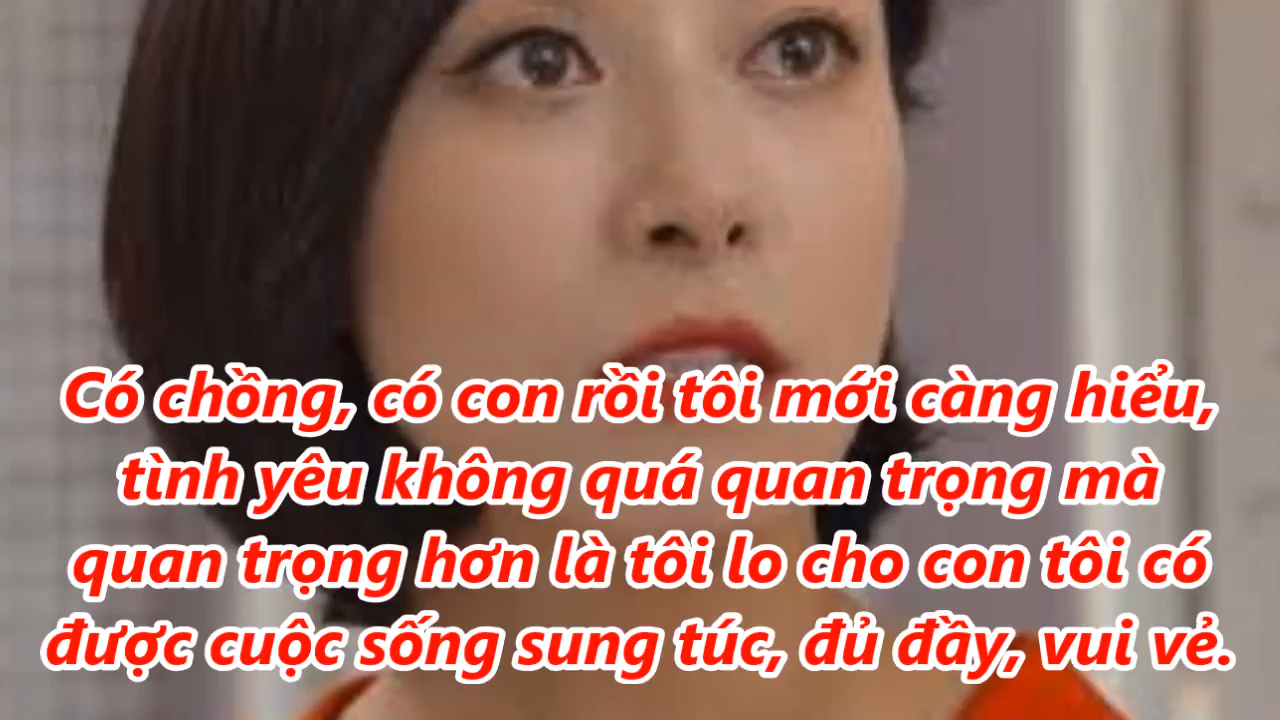 Có chồng, có con rồi tôi mới càng hiểu,
tình yêu không quá quan trọng mà
quan trọng hơn là tôi lo cho con tôi có
được cuộc sống sung túc, đủ đầy, vui vẻ.